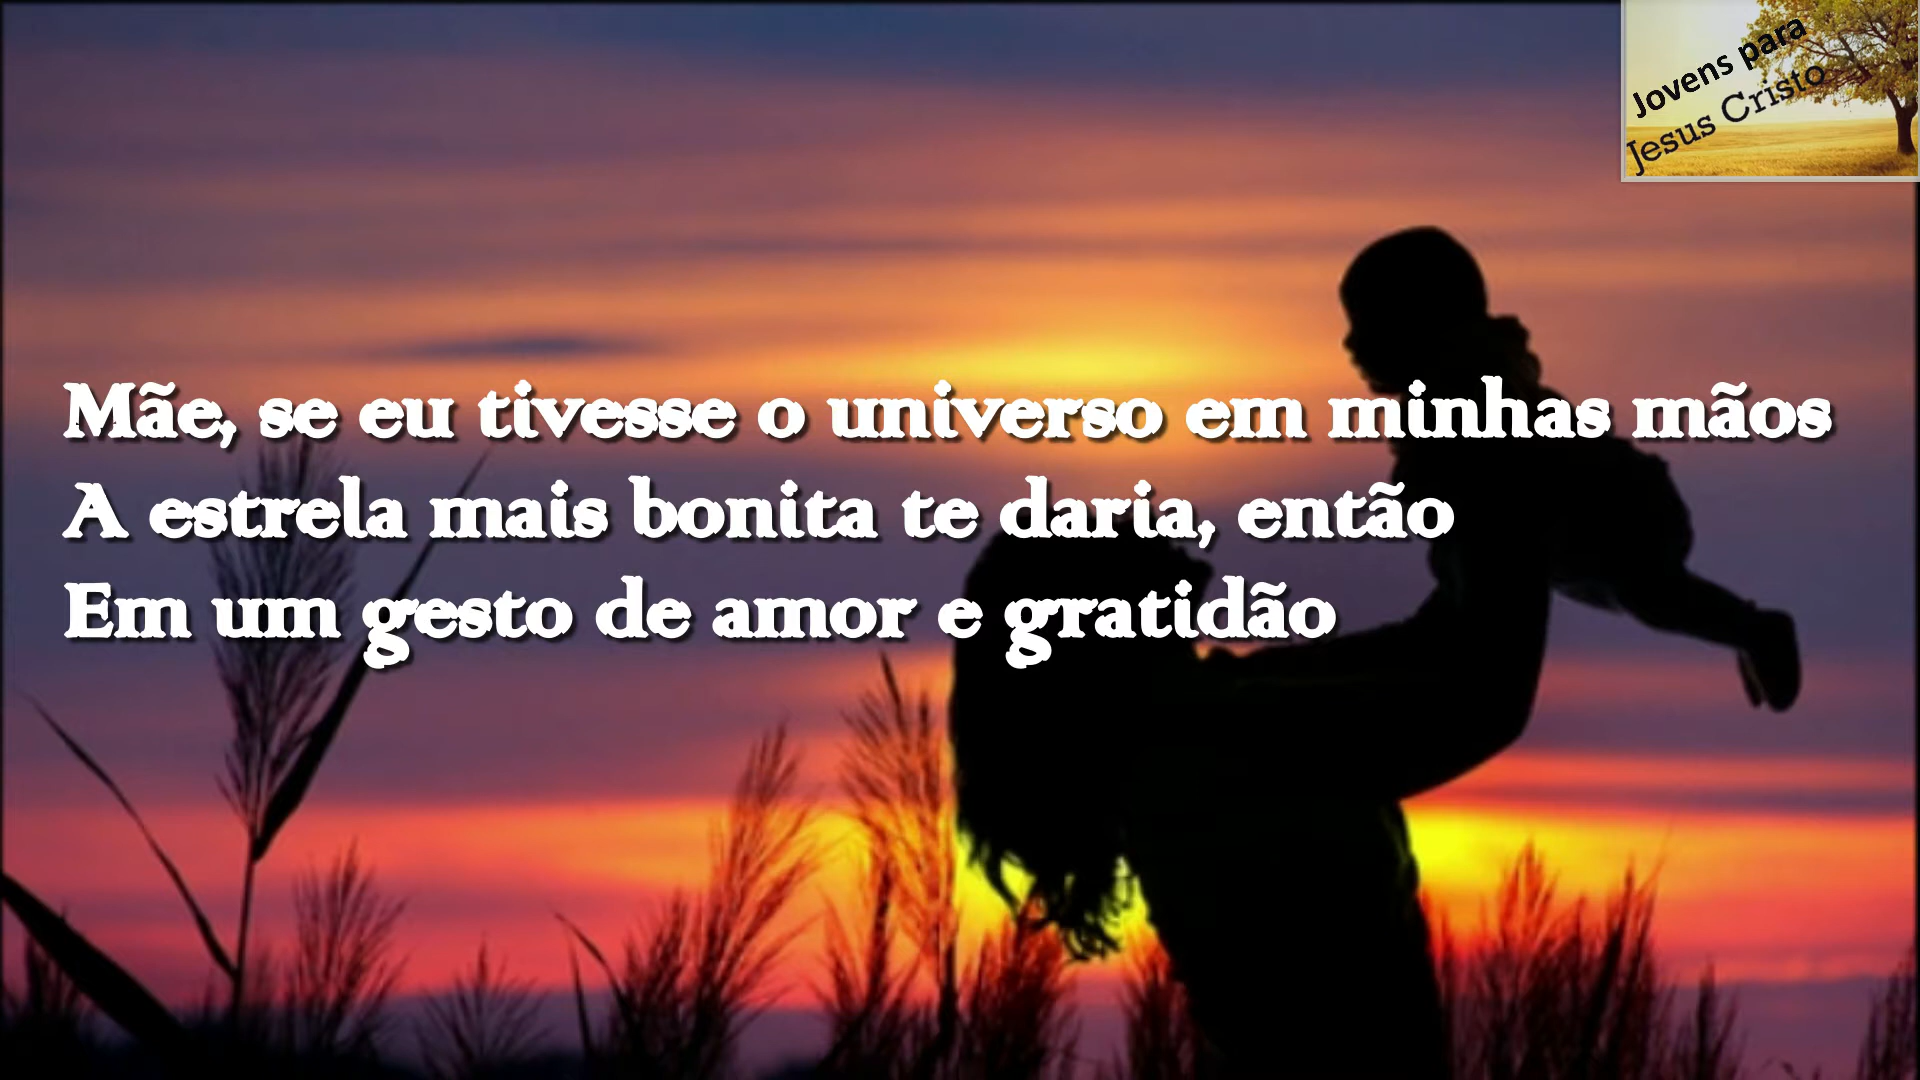 Jovens para
Jesus Cristo
Mãe, se eu tivesse o universo em minhas mãos
A estrela mais bonita te daria, então
Em um gesto de amor e gratidão